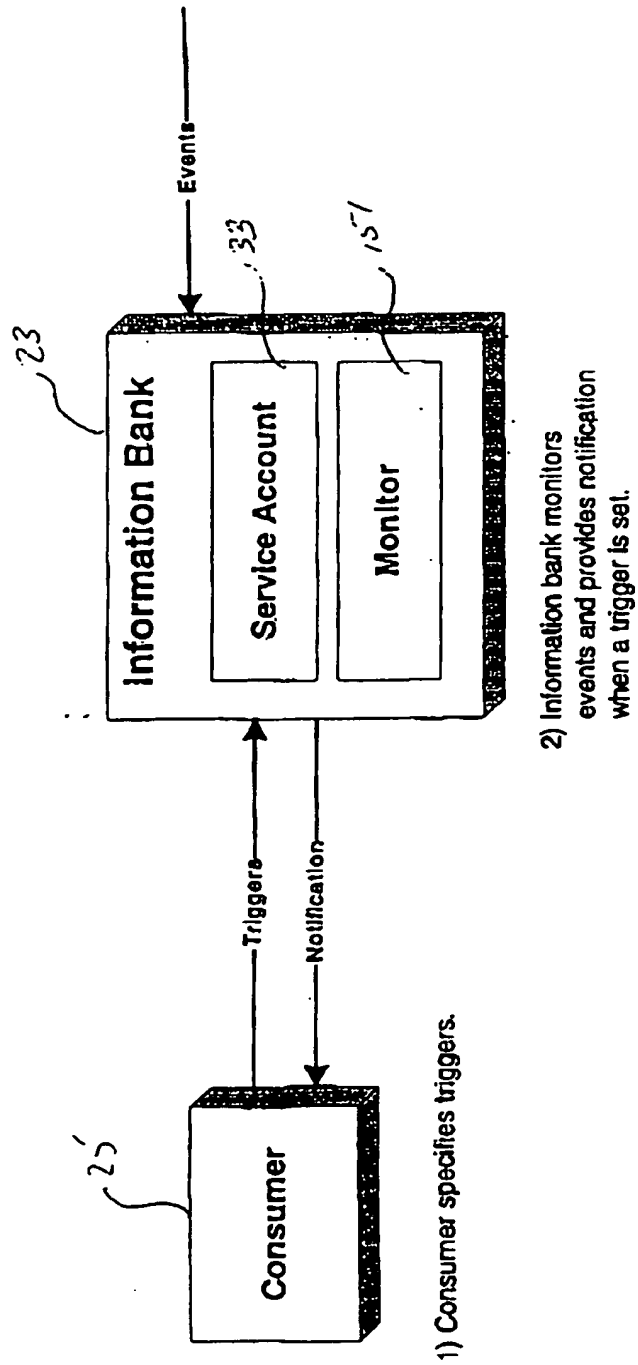 25
Consumer
Triggers
Notification
23
Information Bank
Service Account
33
Monitor
151
Events
1) Consumer specifies triggers.
2) Information bank monitors
events and provides notification
when a trigger is set.